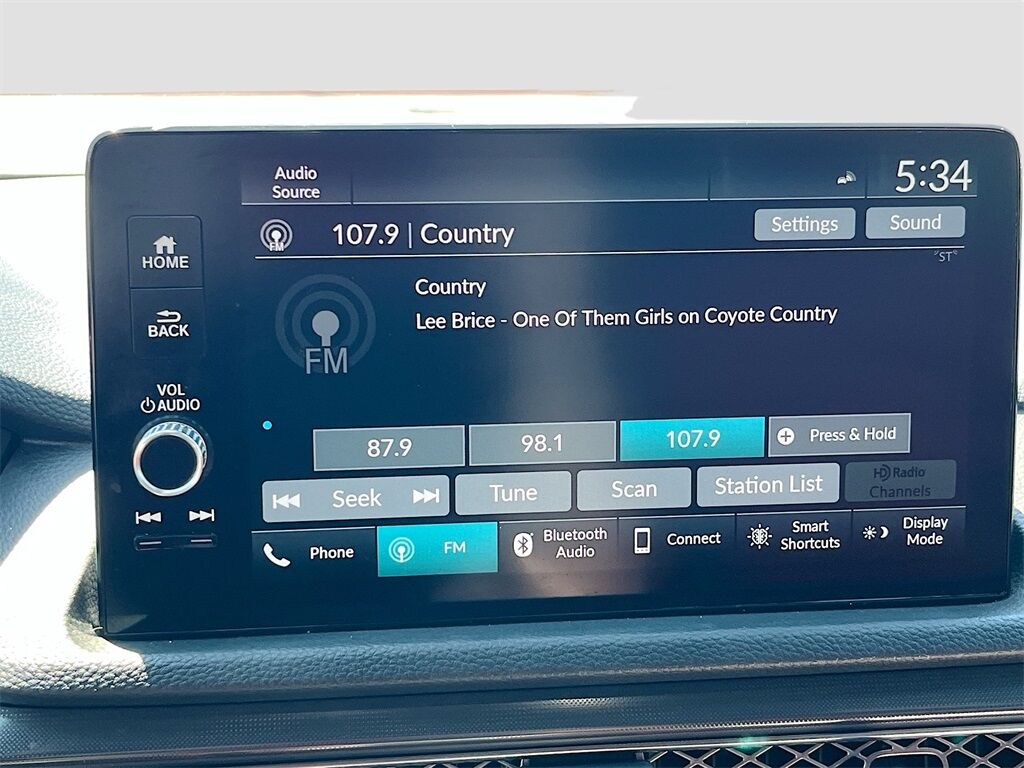 Audio
Source
5:34
FM
107.9 | Country
Settings
Sound
ST
HOME
Country
Lee Brice - One Of Them Girls on Coyote Country
BACK
FM
VOL
AUDIO
87.9
98.1
107.9
Press & Hold
Seek
Tune
Scan
Station List
HD Radio
Channels
Phone
FM
Bluetooth
Audio
Connect
Smart
Shortcuts
Display
Mode